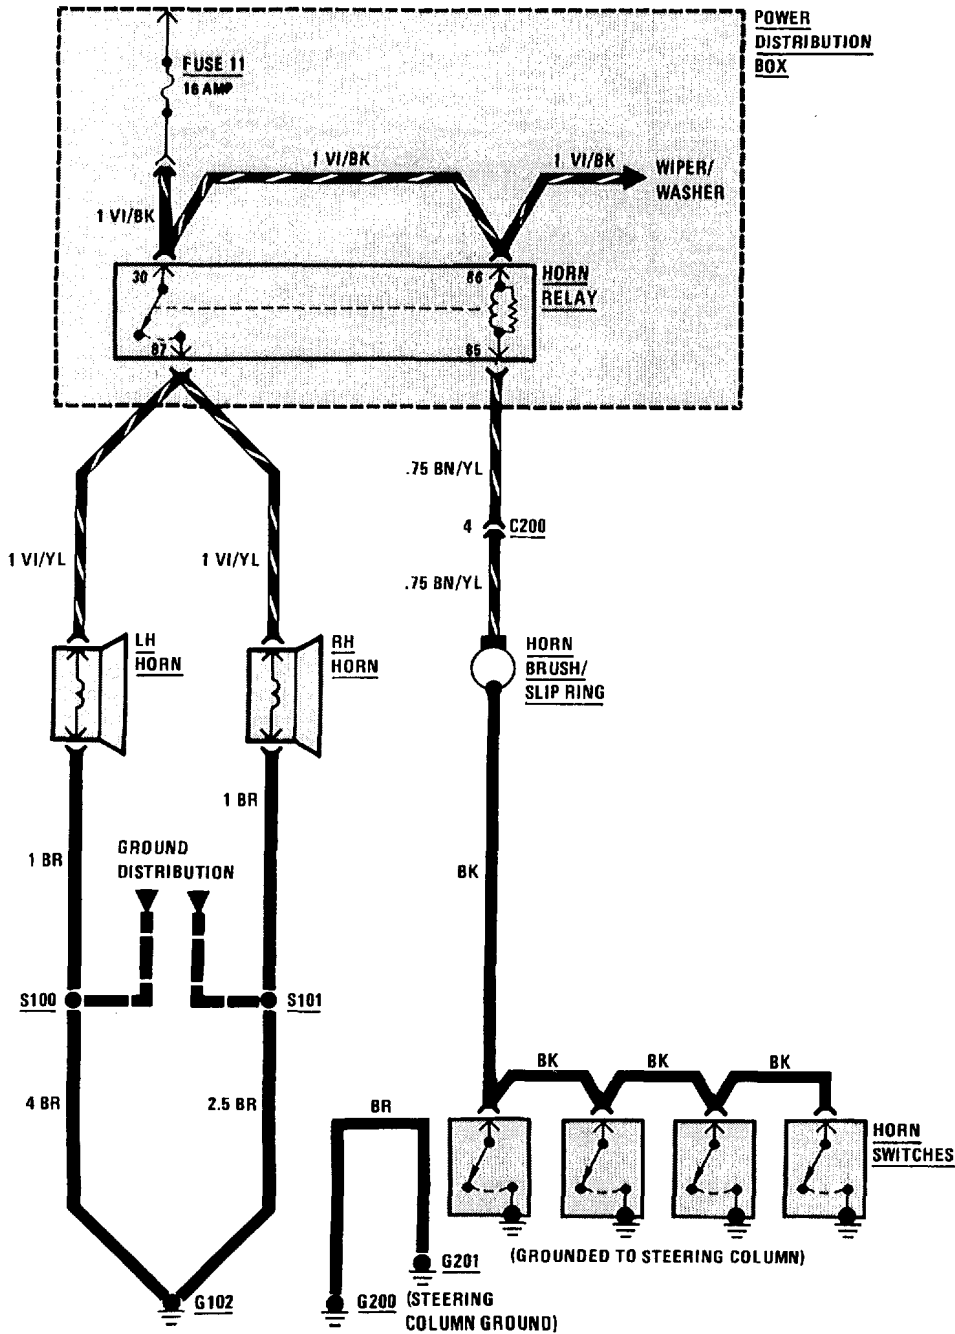 POWER
DISTRIBUTION
BOX
FUSE 11
16 AMP
1 VI/BK
1 VI/BK
WIPER/
WASHER
1 VI/BK
30
86
HORN
RELAY
87
85
.75 BN/YL
4
C200
1 VI/YL
1 VI/YL
.75 BN/YL
LH
HORN
RH
HORN
HORN
BRUSH/
SLIP RING
1 BR
1 BR
GROUND
DISTRIBUTION
BK
S100
S101
BK
BK
BK
4 BR
2.5 BR
BR
HORN
SWITCHES
(GROUNDED TO STEERING COLUMN)
G201
G102
G200
(STEERING
COLUMN GROUND)